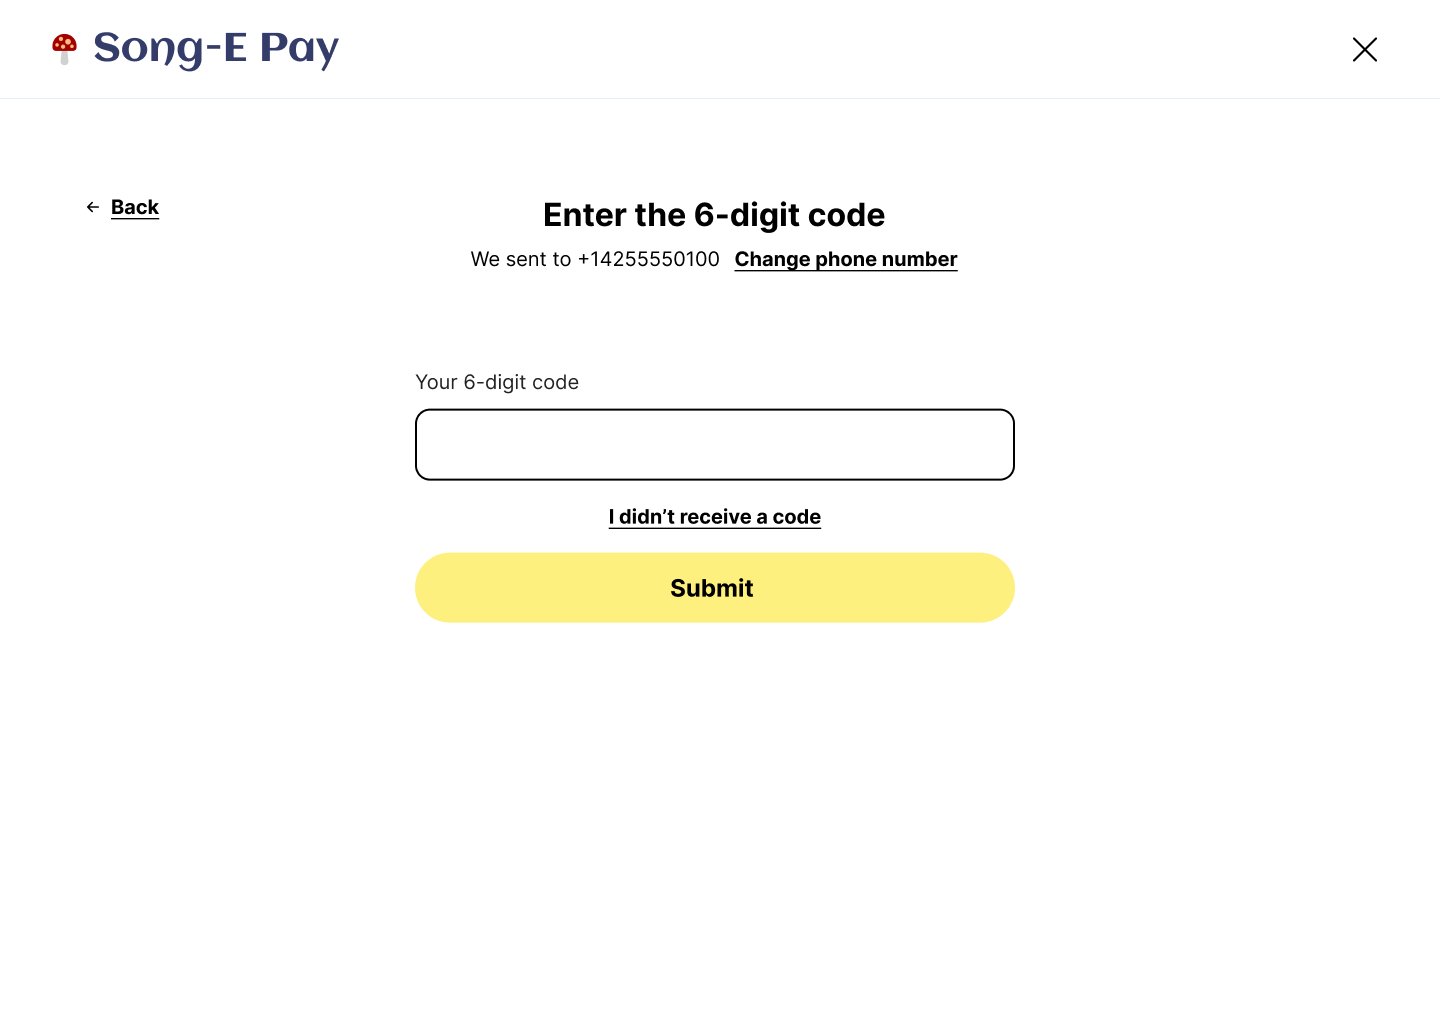 Song-E Pay
Back
Enter the 6-digit code
We sent to +14255550100 Change phone number
Your 6-digit code
I didn’t receive a code
Submit